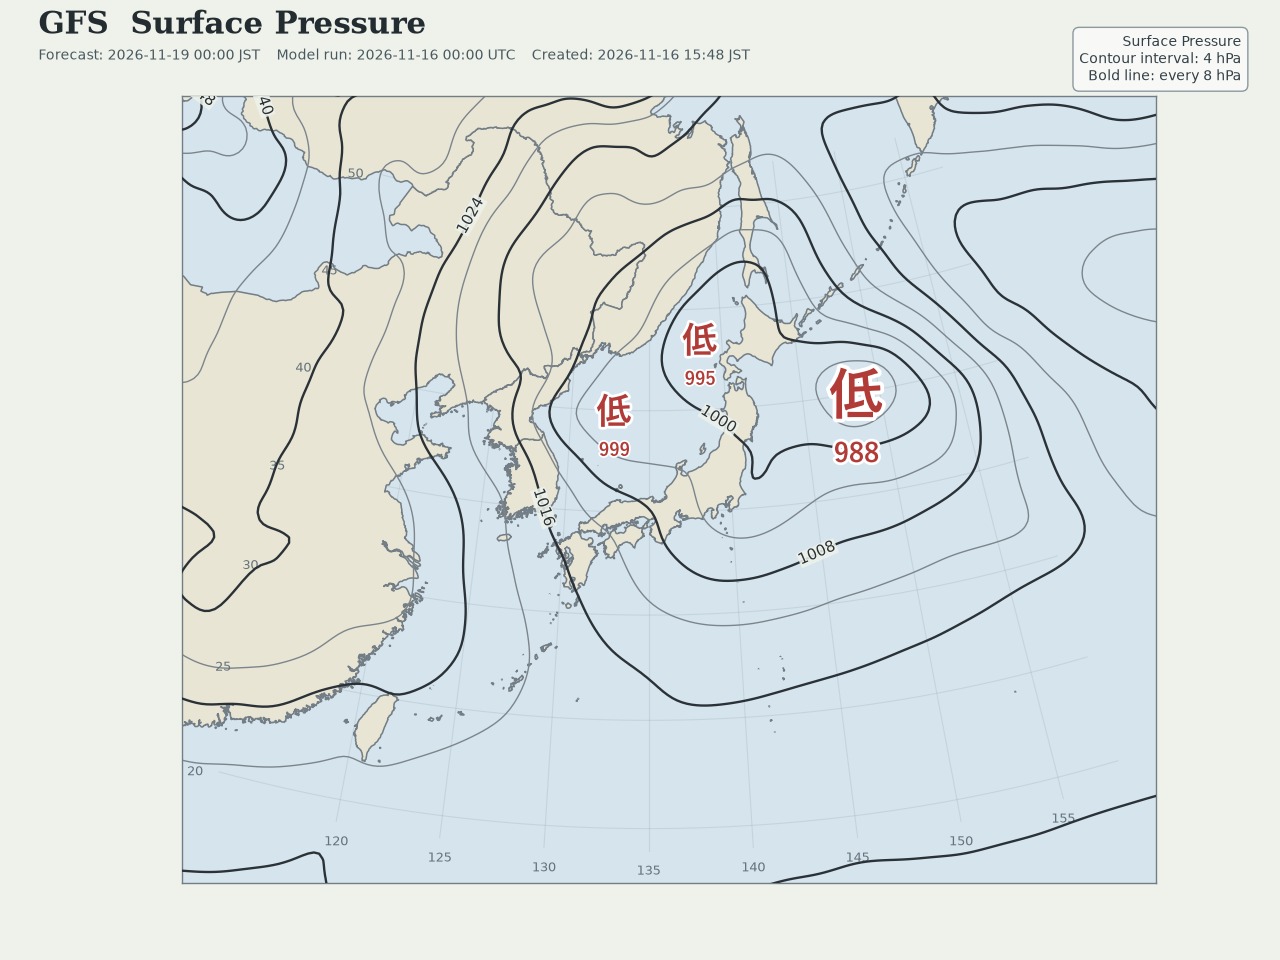 GFS  Surface Pressure
Forecast: 2026-11-19 00:00 JST    Model run: 2026-11-16 00:00 UTC    Created: 2026-11-16 15:48 JST
Surface Pressure
Contour interval: 4 hPa
Bold line: every 8 hPa
40
50
1024
45
低
995
40
低
988
低
999
1000
35
1016
1008
30
25
20
155
120
150
125
145
130
140
135